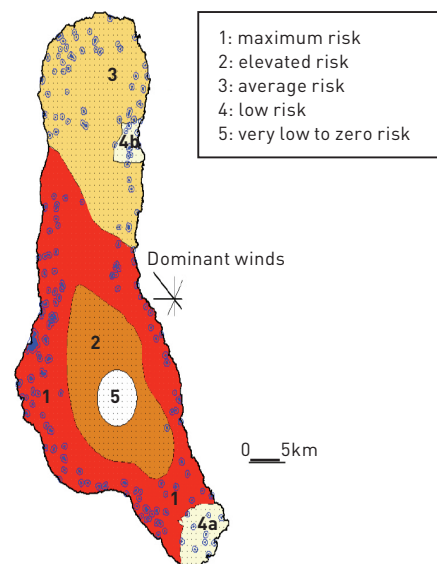 1: maximum risk
2: elevated risk
3: average risk
4: low risk
5: very low to zero risk
3
4b
Dominant winds
2
1
5
0 5km
1
4a